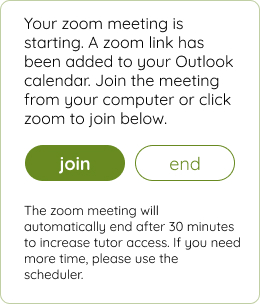 Your zoom meeting is
starting. A zoom link has
been added to your Outlook
calendar. Join the meeting
from your computer or click
zoom to join below.
join end
The zoom meeting will
automatically end after 30 minutes
to increase tutor access. If you need
more time, please use the
scheduler.